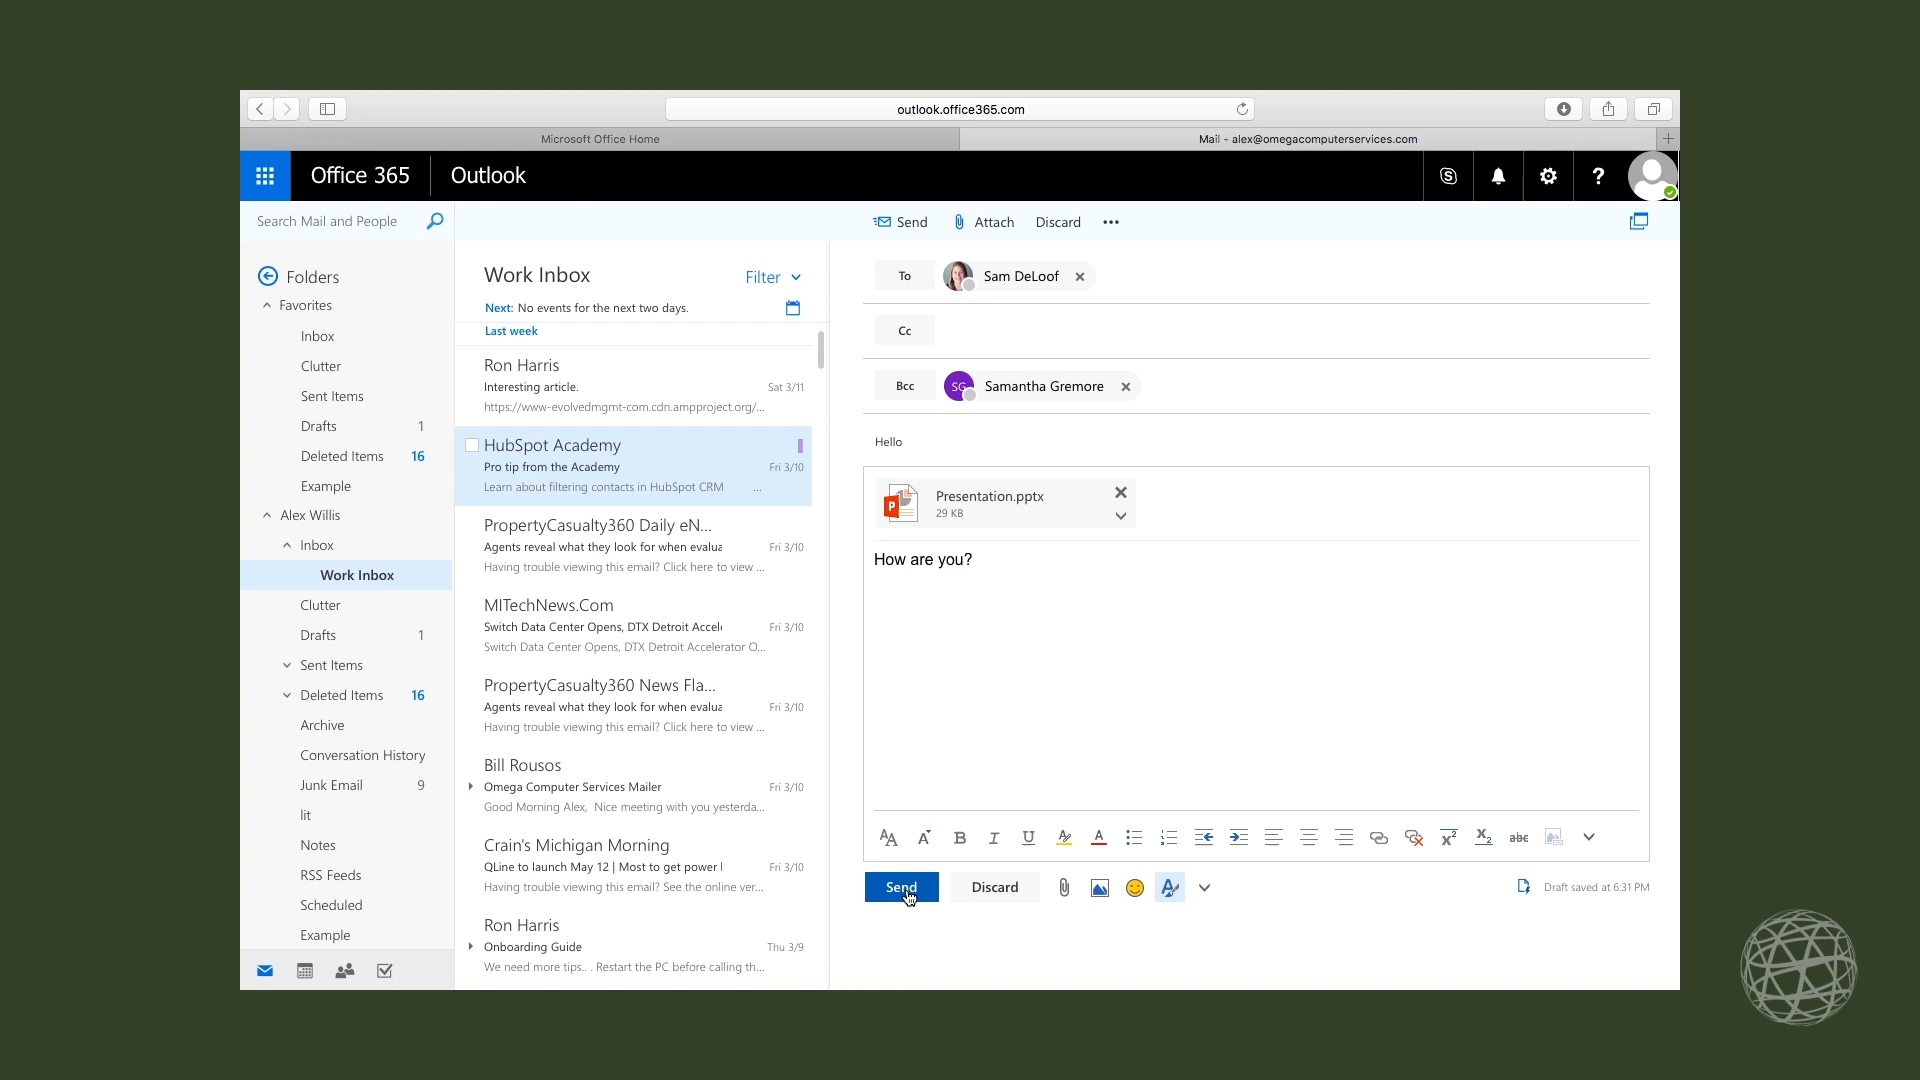 outlook.office365.com
Microsoft Office Home
Mail - alex@omegacomputerservices.com
Office 365
Outlook
?
Search Mail and People
Send
Attach
Discard
Folders
Favorites
Inbox
Clutter
Sent Items
Drafts 1
Deleted Items 16
Example
Alex Willis
Inbox
Work Inbox
Clutter
Drafts 1
Sent Items
Deleted Items 16
Archive
Conversation History
Junk Email 9
lit
Notes
RSS Feeds
Scheduled
Example
Work Inbox
Filter
Next: No events for the next two days.
Last week
Ron Harris
Interesting article. Sat 3/11
https://www-evolvedmgmt-com.cdn.ampproject.org/...
HubSpot Academy
Pro tip from the Academy Fri 3/10
Learn about filtering contacts in HubSpot CRM ...
PropertyCasualty360 Daily eN...
Agents reveal what they look for when evalua Fri 3/10
Having trouble viewing this email? Click here to view ...
MITechNews.Com
Switch Data Center Opens, DTX Detroit Accele Fri 3/10
Switch Data Center Opens, DTX Detroit Accelerator O...
PropertyCasualty360 News Fla...
Agents reveal what they look for when evalua Fri 3/10
Having trouble viewing this email? Click here to view ...
Bill Rousos
Omega Computer Services Mailer Fri 3/10
Good Morning Alex, Nice meeting with you yesterda...
Crain's Michigan Morning
QLine to launch May 12 | Most to get power l Fri 3/10
Having trouble viewing this email? See the online ver...
Ron Harris
Onboarding Guide Thu 3/9
We need more tips.. . Restart the PC before calling th...
To
Sam DeLoof
Cc
Bcc
SG
Samantha Gremore
Hello
P
Presentation.pptx
29 KB
How are you?
AA A B I U A X² X₂ abc
Send
Discard
A
Draft saved at 6:31 PM